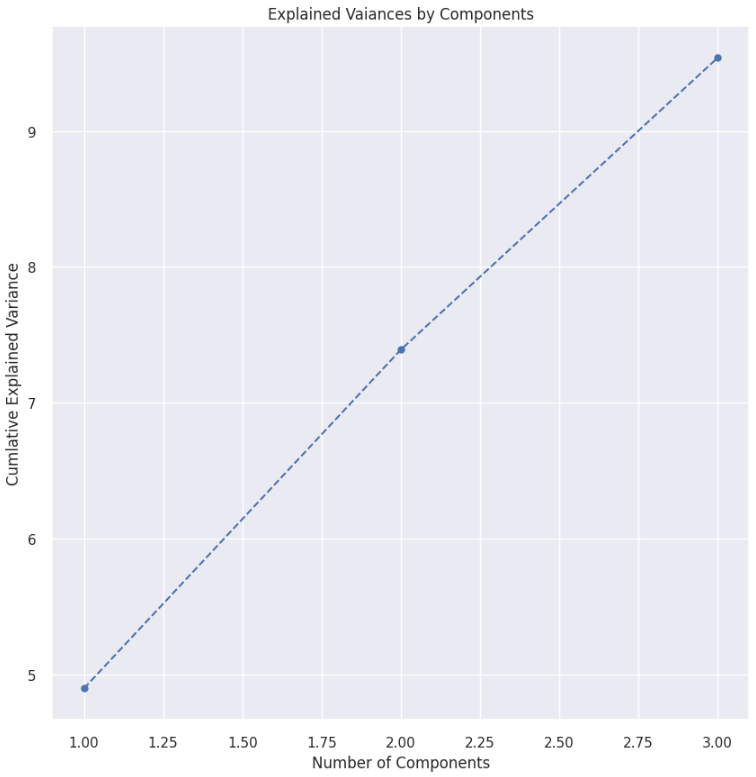 Explained Vaiances by Components
Cumlative Explained Variance
9
8
7
6
5
1.00 1.25 1.50 1.75 2.00 2.25 2.50 2.75 3.00
Number of Components